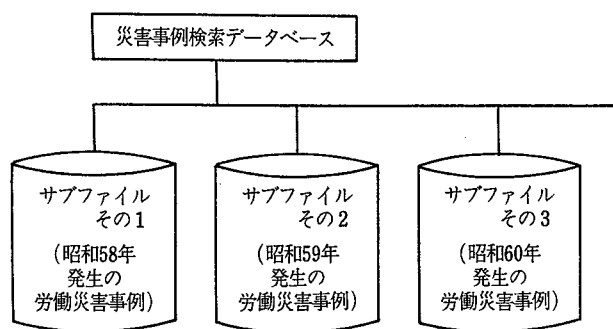 災害事例検索データベース
サブファイル
その1
(昭和58年
発生の
労働災害事例)
サブファイル
その2
(昭和59年
発生の
労働災害事例)
サブファイル
その3
(昭和60年
発生の
労働災害事例)